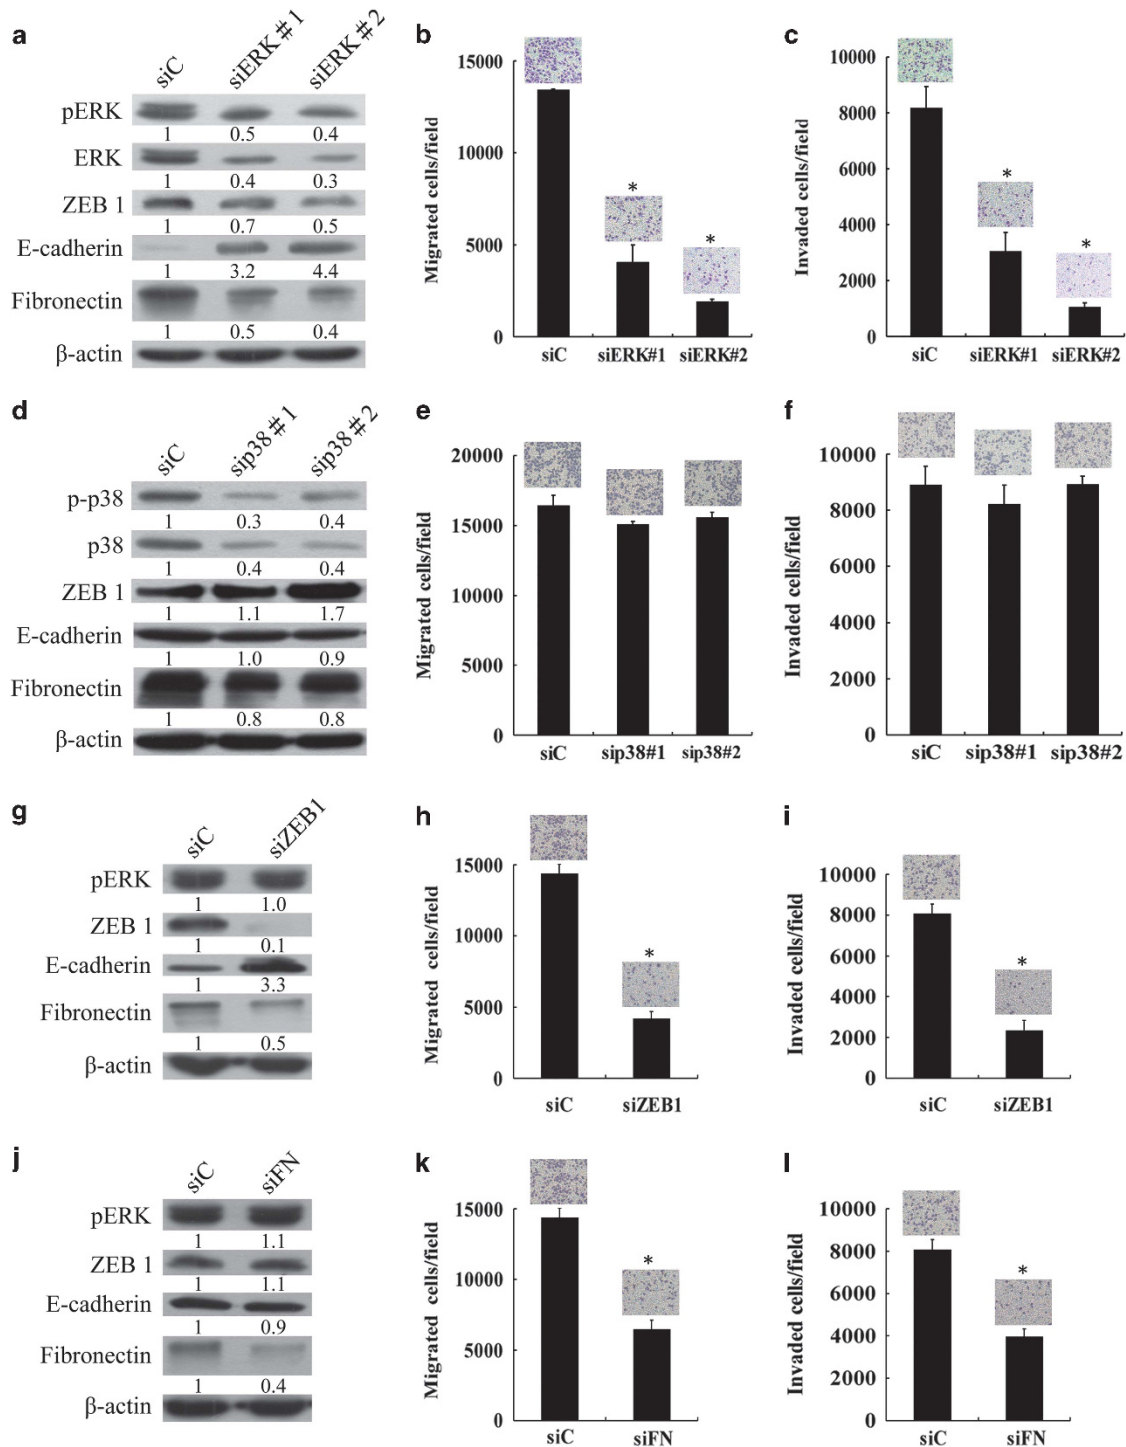 a
siC siERK#1 siERK#2
pERK
1 0.5 0.4
ERK
1 0.4 0.3
ZEB 1
1 0.7 0.5
E-cadherin
1 3.2 4.4
Fibronectin
1 0.5 0.4
β-actin
b
Migrated cells/field
15000
10000
5000
0
*
*
siC siERK#1 siERK#2
c
Invaded cells/field
10000
8000
6000
4000
2000
0
*
*
siC siERK#1 siERK#2
d
siC sip38#1 sip38#2
p-p38
1 0.3 0.4
p38
1 0.4 0.4
ZEB 1
1 1.1 1.7
E-cadherin
1 1.0 0.9
Fibronectin
1 0.8 0.8
β-actin
e
Migrated cells/field
20000
15000
10000
5000
0
siC sip38#1 sip38#2
f
Invaded cells/field
10000
8000
6000
4000
2000
0
siC sip38#1 sip38#2
g
siC siZEB1
pERK
1 1.0
ZEB 1
1 0.1
E-cadherin
1 3.3
Fibronectin
1 0.5
β-actin
h
Migrated cells/field
15000
10000
5000
0
*
siC siZEB1
i
Invaded cells/field
10000
8000
6000
4000
2000
0
*
siC siZEB1
j
siC siFN
pERK
1 1.1
ZEB 1
1 1.1
E-cadherin
1 0.9
Fibronectin
1 0.4
β-actin
k
Migrated cells/field
15000
10000
5000
0
*
siC siFN
l
Invaded cells/field
10000
8000
6000
4000
2000
0
*
siC siFN